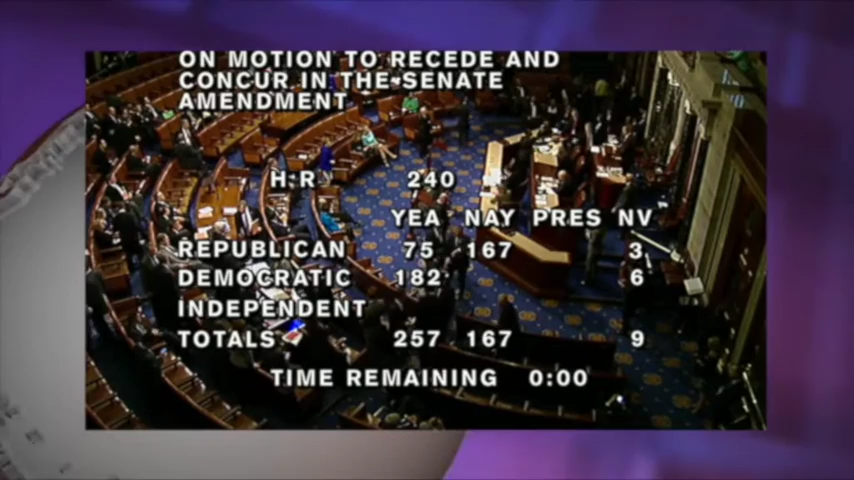 ON MOTION TO RECEDE AND
CONCUR IN THE SENATE
AMENDMENT
H R 240
YEA NAY PRES NV
REPUBLICAN 75 167 3
DEMOCRATIC 182 6
INDEPENDENT
TOTALS 257 167 9
TIME REMAINING 0:00